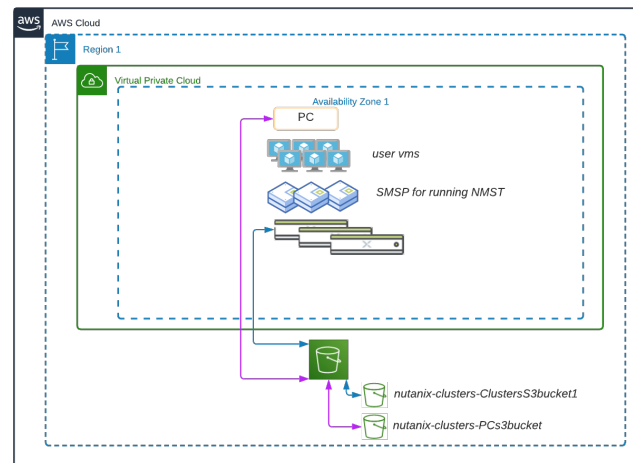 aws
AWS Cloud
Region 1
Virtual Private Cloud
Availability Zone 1
PC
user vms
SMSP for running NMST
nutanix-clusters-ClustersS3bucket1
nutanix-clusters-PCs3bucket